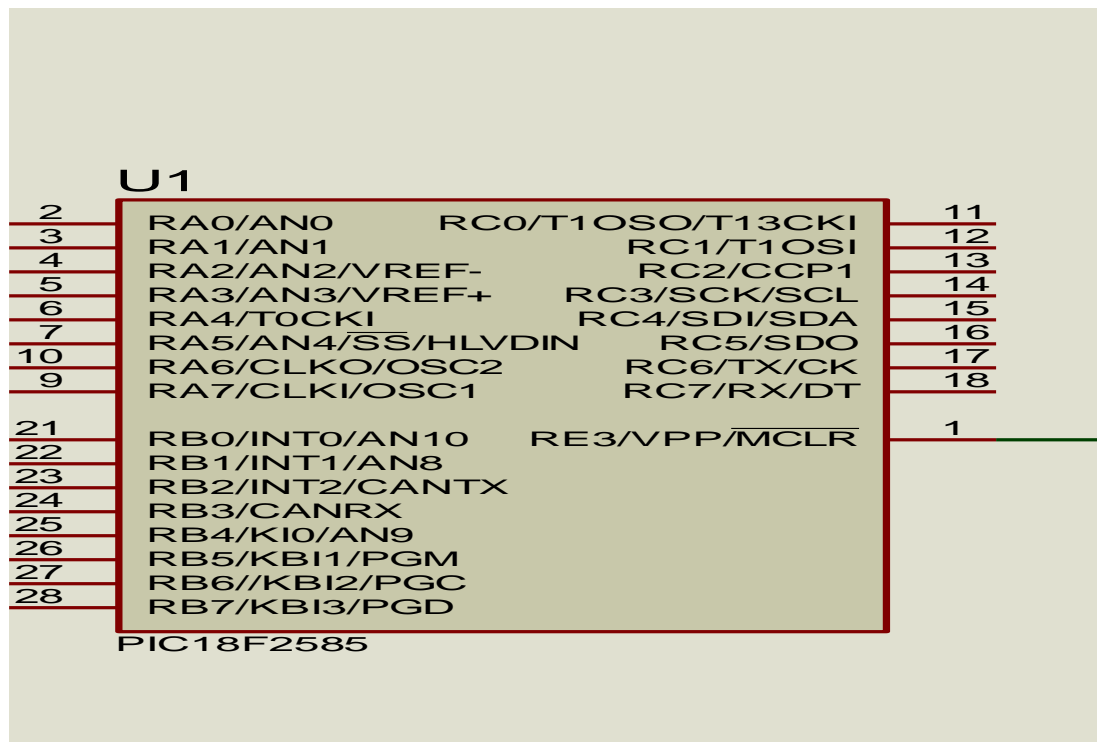 U1
2 RA0/AN0 RC0/T1OSO/T13CKI 11
3 RA1/AN1 RC1/T1OSI 12
4 RA2/AN2/VREF- RC2/CCP1 13
5 RA3/AN3/VREF+ RC3/SCK/SCL 14
6 RA4/T0CKI RC4/SDI/SDA 15
7 RA5/AN4/SS/HLVDIN RC5/SDO 16
10 RA6/CLKO/OSC2 RC6/TX/CK 17
9 RA7/CLKI/OSC1 RC7/RX/DT 18
21 RB0/INT0/AN10 RE3/VPP/MCLR 1
22 RB1/INT1/AN8
23 RB2/INT2/CANTX
24 RB3/CANRX
25 RB4/KI0/AN9
26 RB5/KBI1/PGM
27 RB6//KBI2/PGC
28 RB7/KBI3/PGD
PIC18F2585